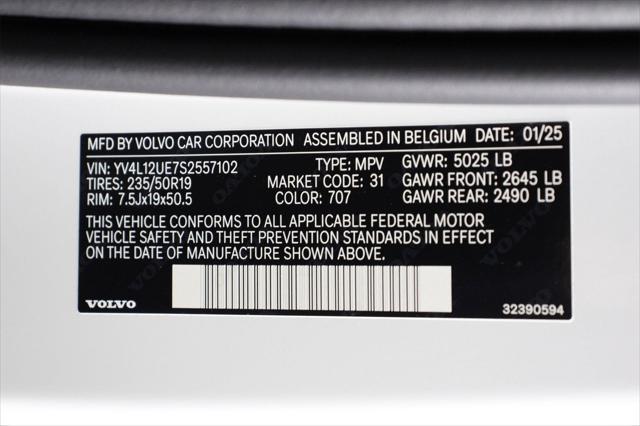 MFD BY VOLVO CAR CORPORATION ASSEMBLED IN BELGIUM DATE: 01/25
VIN: YV4L12UE7S2557102 TYPE: MPV GVWR: 5025 LB
TIRES: 235/50R19 MARKET CODE: 31 GAWR FRONT: 2645 LB
RIM: 7.5Jx19x50.5 COLOR: 707 GAWR REAR: 2490 LB
THIS VEHICLE CONFORMS TO ALL APPLICABLE FEDERAL MOTOR
VEHICLE SAFETY AND THEFT PREVENTION STANDARDS IN EFFECT
ON THE DATE OF MANUFACTURE SHOWN ABOVE.
VOLVO 32390594